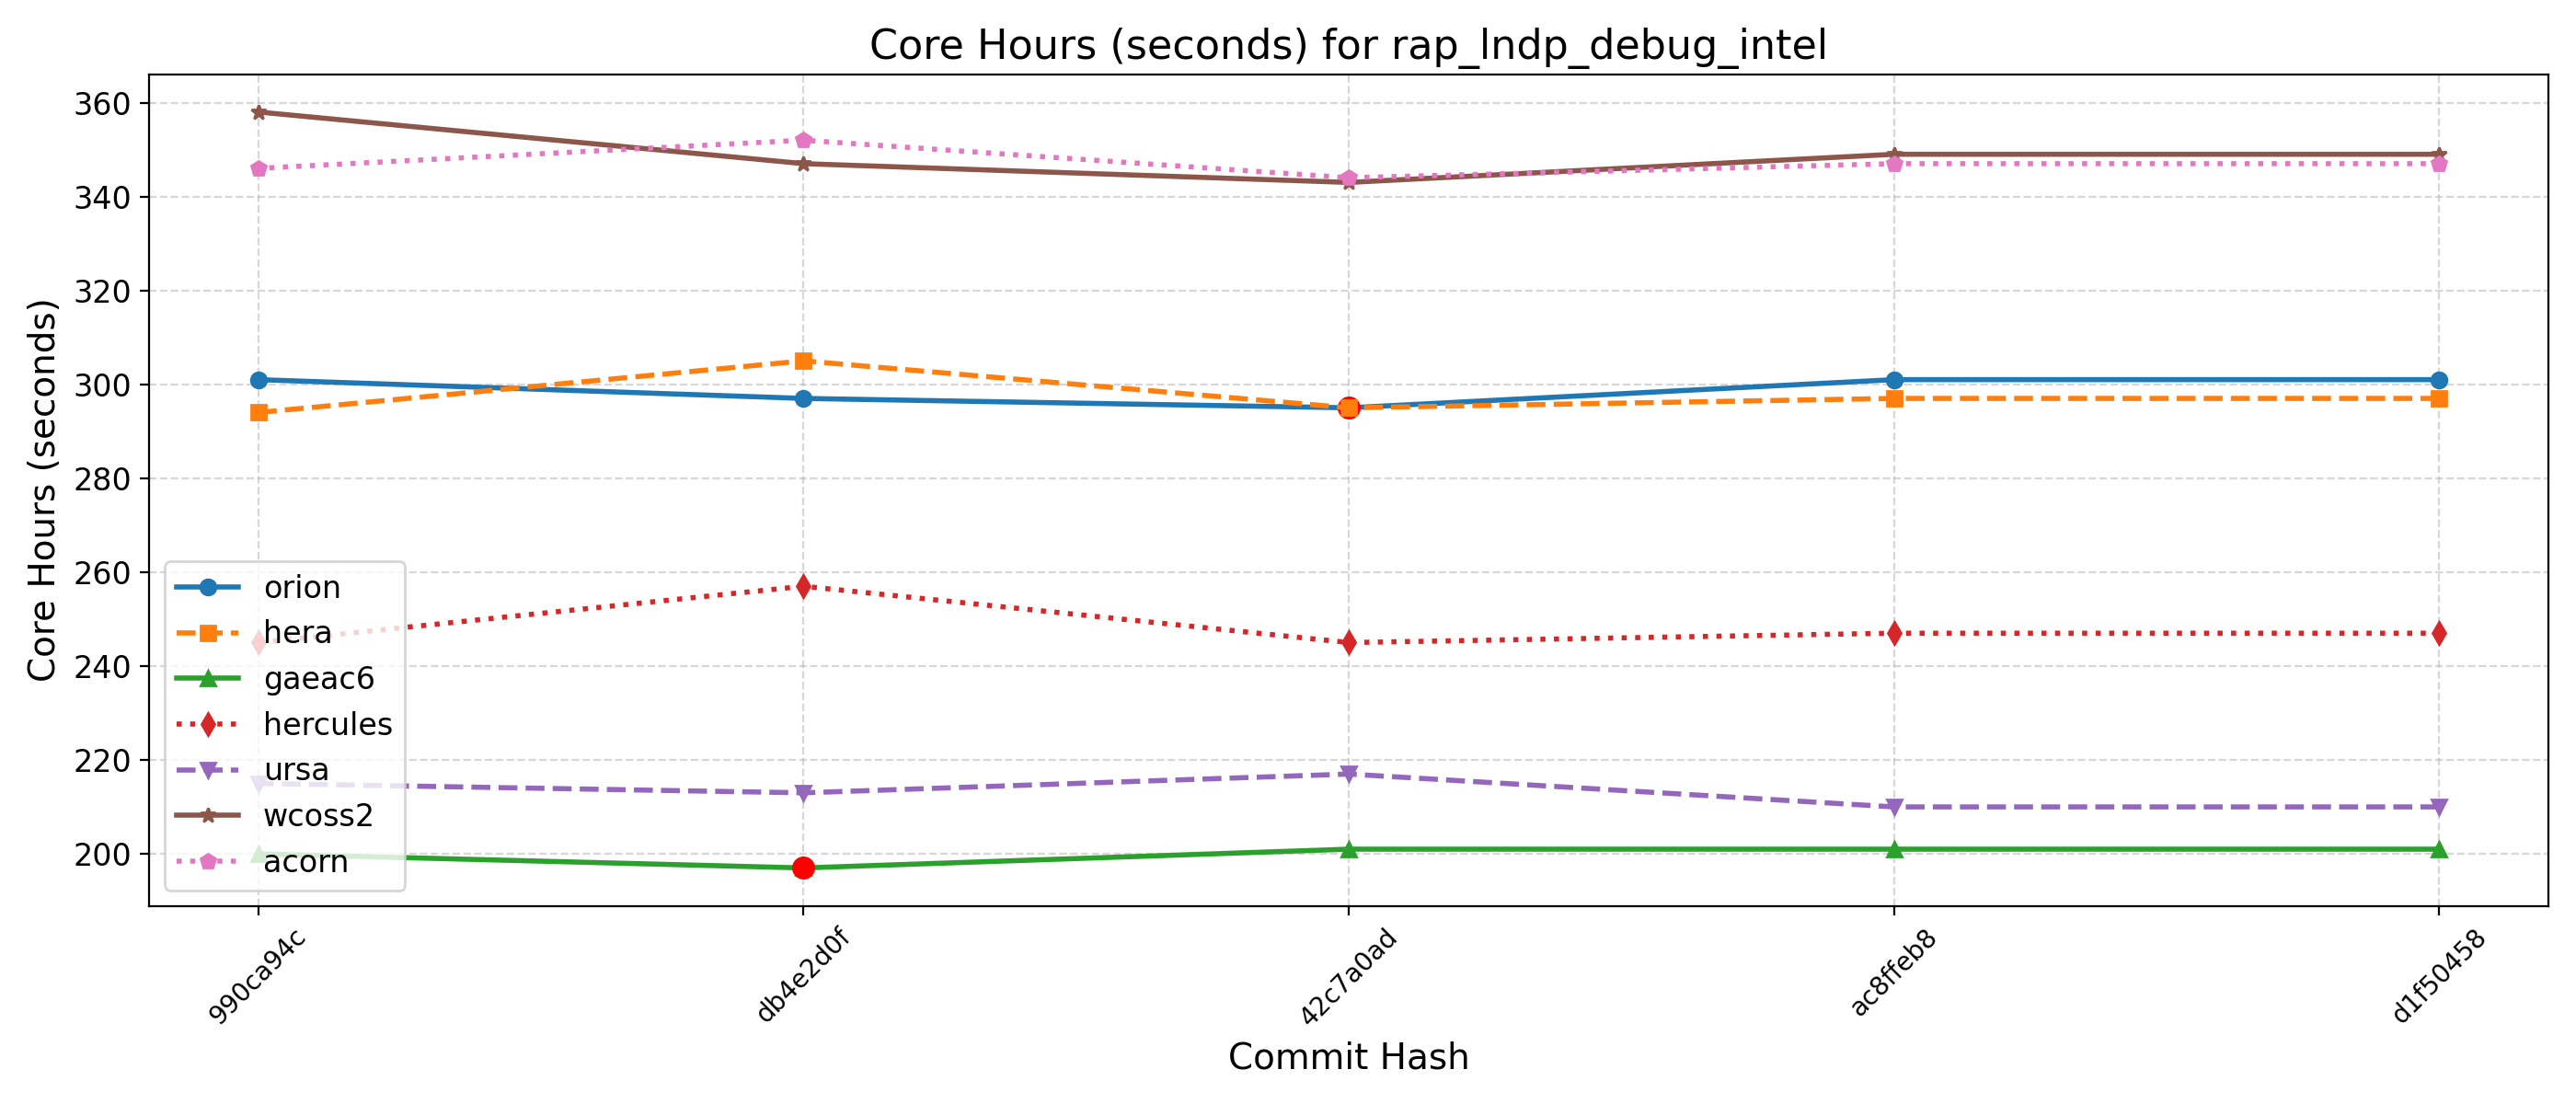 Core Hours (seconds) for rap_lndp_debug_intel
Core Hours (seconds)
360
340
320
300
280
260
240
220
200
orion
hera
gaeac6
hercules
ursa
wcoss2
acorn
990ca94c
db4e2d0f
42c7a0ad
ac8ffeb8
d1f50458
Commit Hash